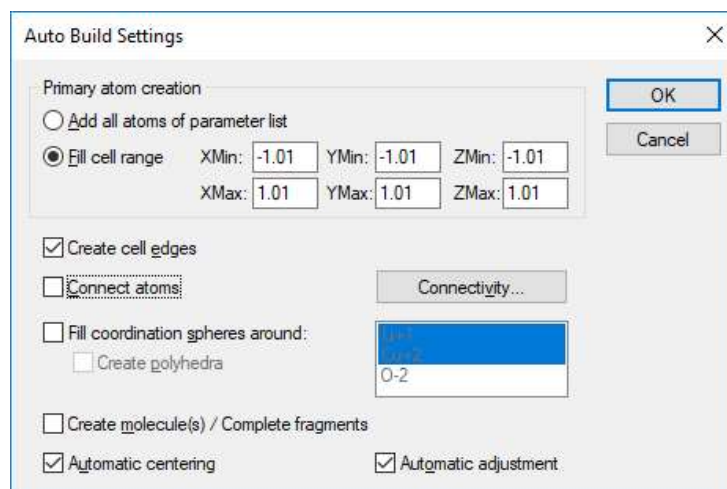 Auto Build Settings
Primary atom creation
OK
Add all atoms of parameter list
Cancel
Fill cell range XMin: -1.01 YMin: -1.01 ZMin: -1.01
XMax: 1.01 YMax: 1.01 ZMax: 1.01
Create cell edges
Connect atoms Connectivity...
Fill coordination spheres around:
Cu+2
Create polyhedra
O-2
Create molecule(s) / Complete fragments
Automatic centering Automatic adjustment